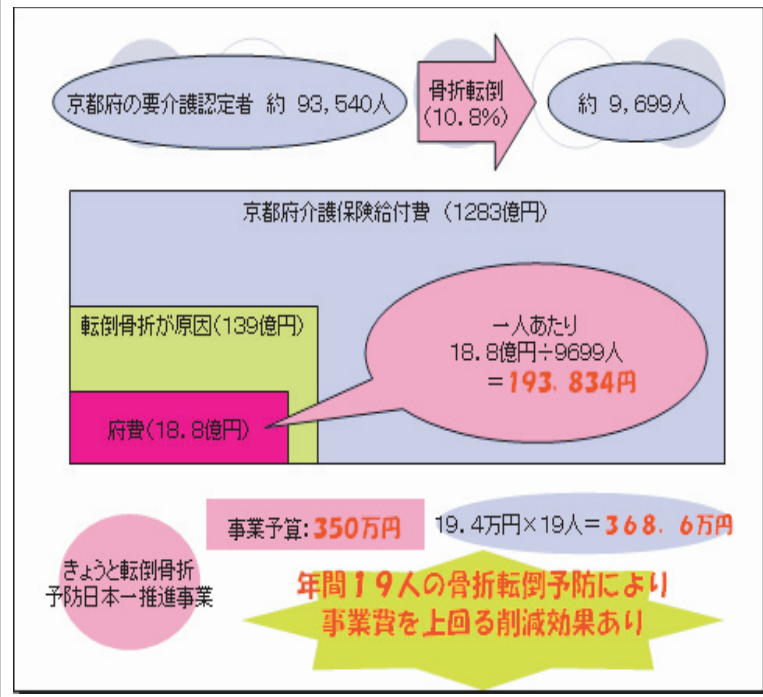 京都府の要介護認定者 約 93,540人
骨折転倒
(10.8%)
約 9,699人
京都府介護保険給付費 (1283億円)
転倒骨折が原因(139億円)
一人あたり
18.8億円÷9699人
=193.834円
府費(18.8億円)
事業予算:350万円
19.4万円×19人=368.6万円
きょうと転倒骨折
予防日本一推進事業
年間19人の骨折転倒予防により
事業費を上回る削減効果あり